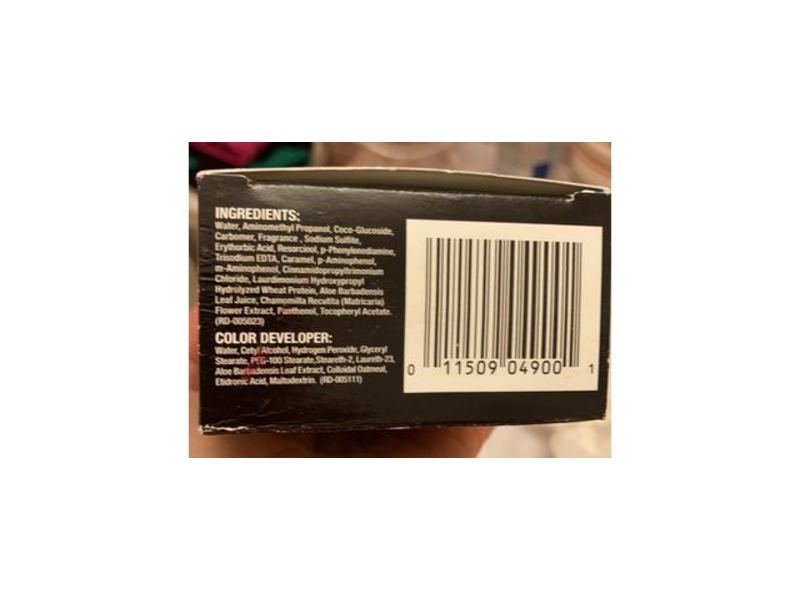 INGREDIENTS:
Water, Aminomethyl Propanol, Coco-Glucoside,
Carbomer, Fragrance , Sodium Sulfite,
Erythorbic Acid, Resorcinol, p-Phenylenediamine,
Trisodium EDTA, Caramel, p-Aminophenol,
m-Aminophenol, Cinnamidopropyltrimonium
Chloride, Laurdimonium Hydroxypropyl
Hydrolyzed Wheat Protein, Aloe Barbadensis
Leaf Juice, Chamomilla Recutita (Matricaria)
Flower Extract, Panthenol, Tocopheryl Acetate.
(RD-005023)
COLOR DEVELOPER:
Water, Cetyl Alcohol, Hydrogen Peroxide, Glyceryl
Stearate, PEG-100 Stearate, Steareth-2, Laureth-23,
Aloe Barbadensis Leaf Extract, Colloidal Oatmeal,
Etidronic Acid, Maltodextrin. (RD-005111)
0 11509 04900 1